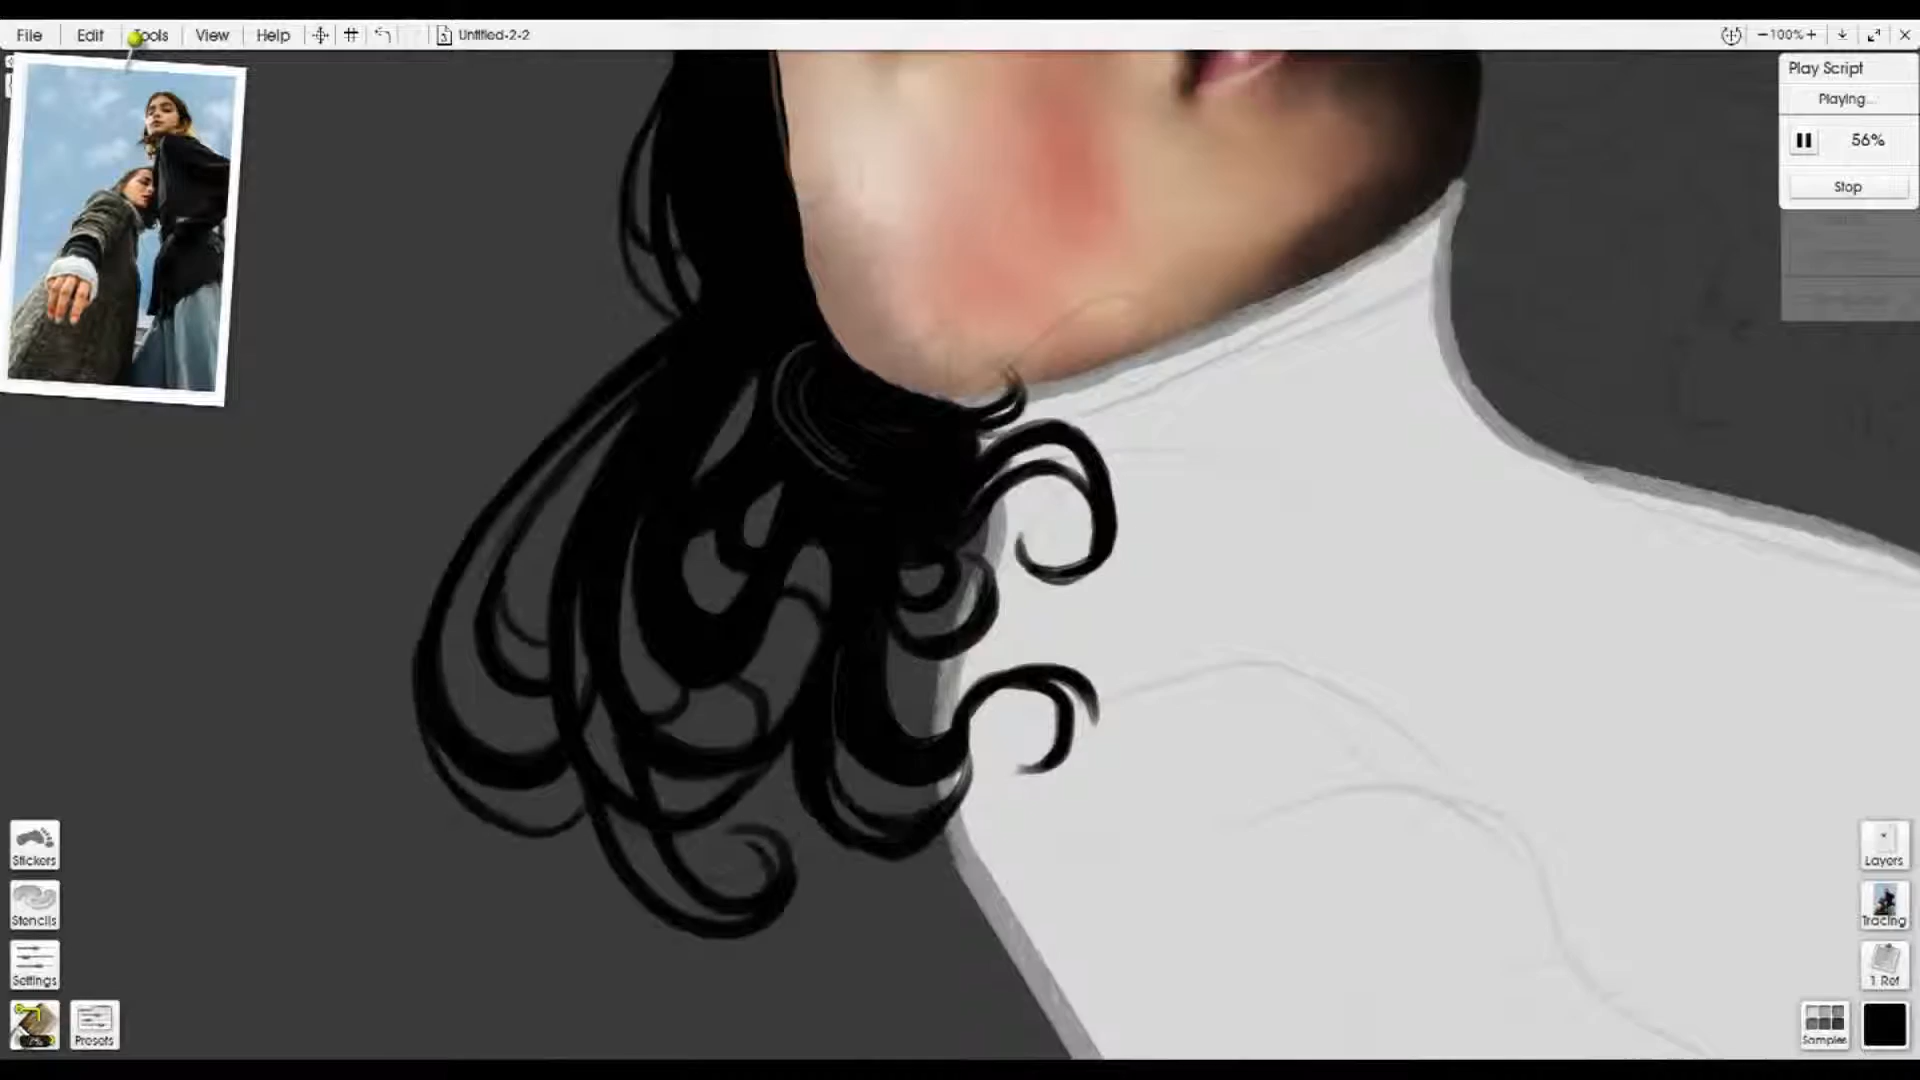 File Edit Tools View Help Untitled-2-2 −100%+
Play Script
Playing...
56%
Stop
Stickers
Stencils
Settings
Presets
Layers
Tracing
1 Ref
Samples